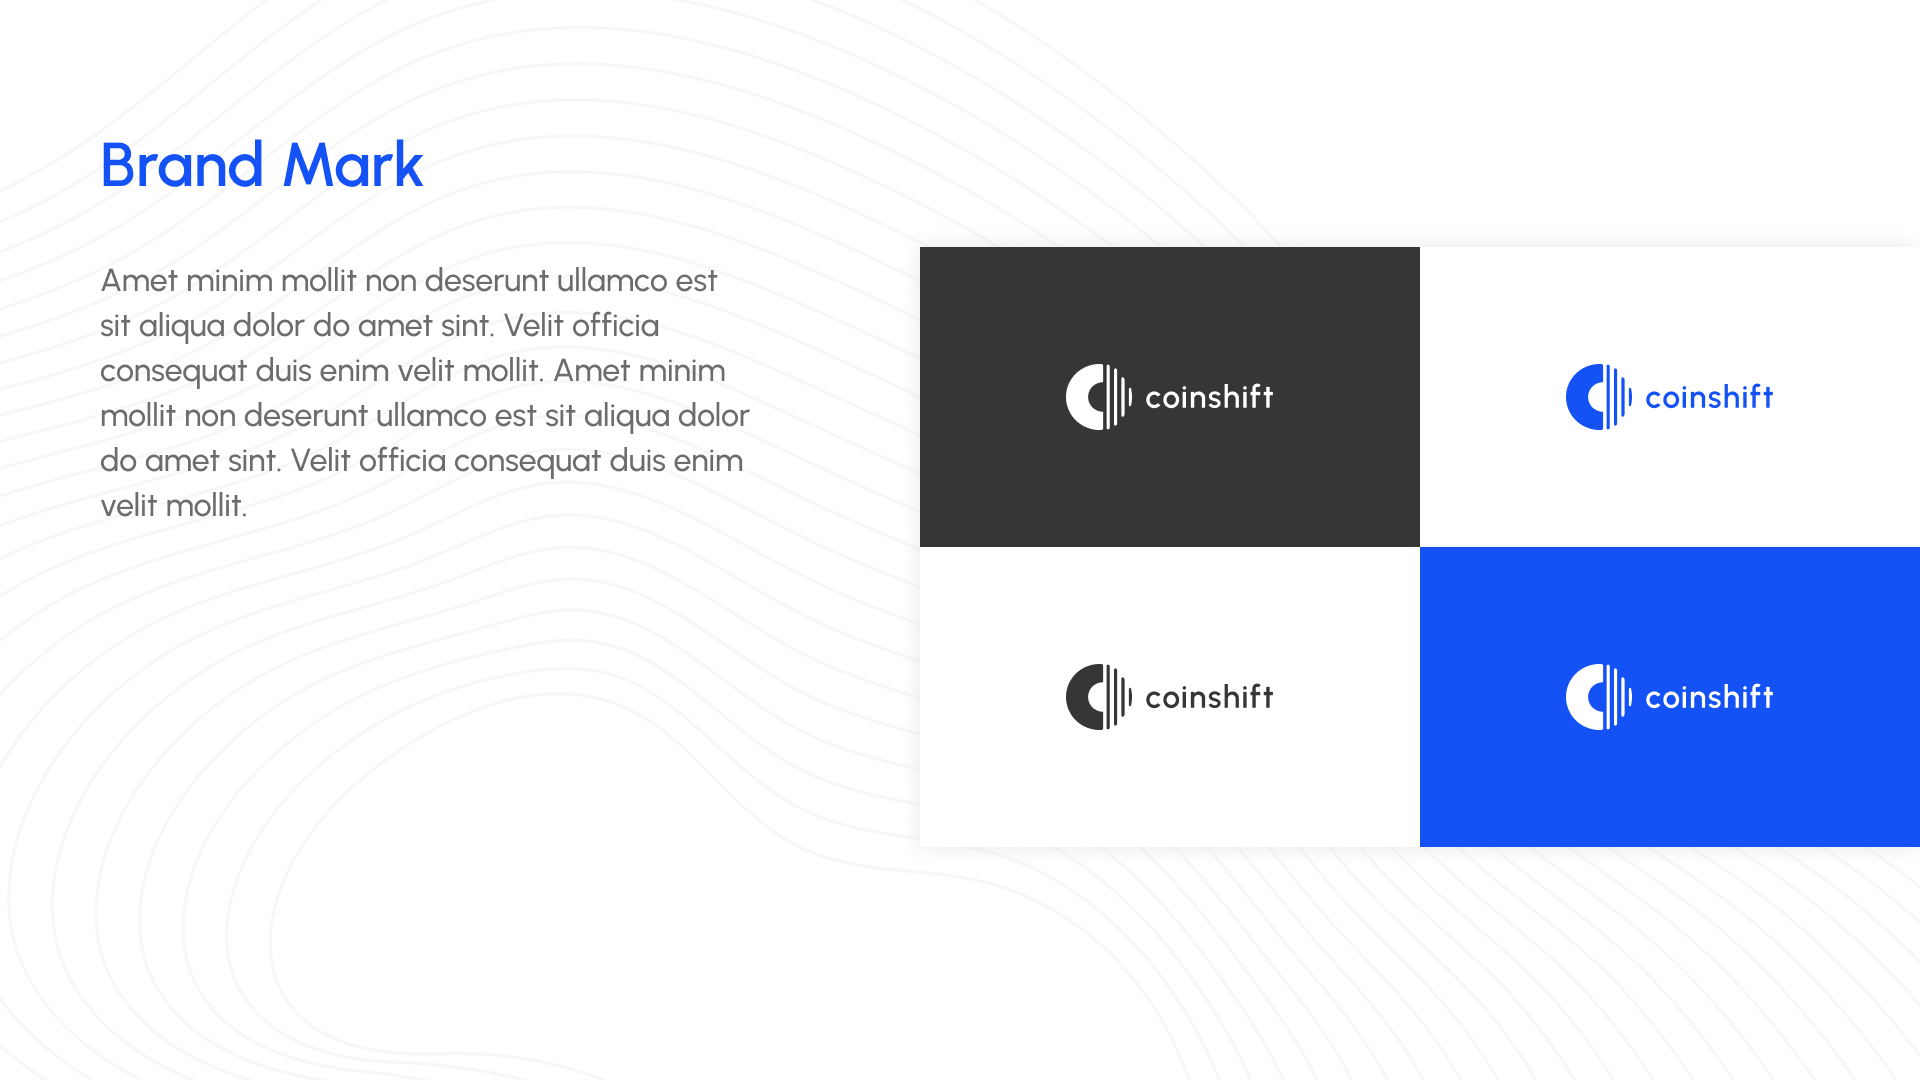 Brand Mark
Amet minim mollit non deserunt ullamco est
sit aliqua dolor do amet sint. Velit officia
consequat duis enim velit mollit. Amet minim
mollit non deserunt ullamco est sit aliqua dolor
do amet sint. Velit officia consequat duis enim
velit mollit.
coinshift
coinshift
coinshift
coinshift